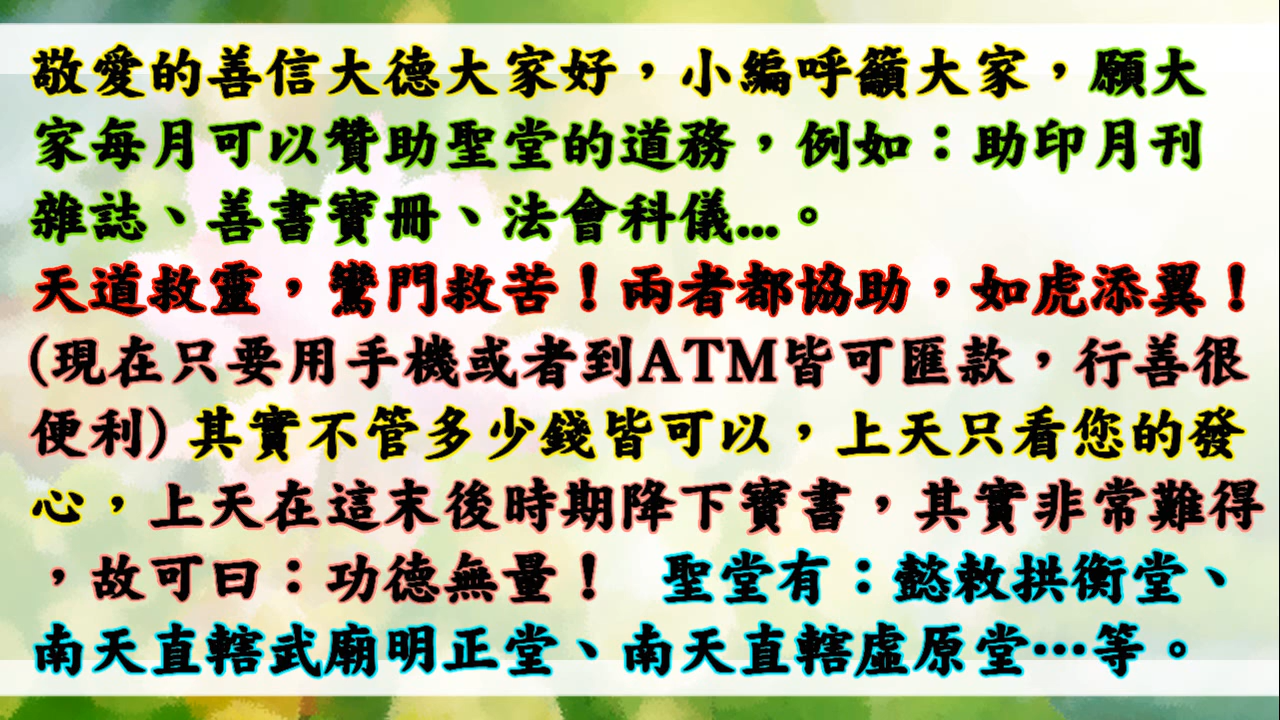 敬愛的善信大德大家好，小編呼籲大家，願大
家每月可以贊助聖堂的道務，例如：助印月刊
雜誌、善書寶冊、法會科儀...。
天道救靈，鸞門救苦！兩者都協助，如虎添翼！
(現在只要用手機或者到ATM皆可匯款，行善很
便利) 其實不管多少錢皆可以，上天只看您的發
心，上天在這末後時期降下寶書，其實非常難得
，故可曰：功德無量！ 聖堂有：懿敕拱衡堂、
南天直轄武廟明正堂、南天直轄虛原堂…等。